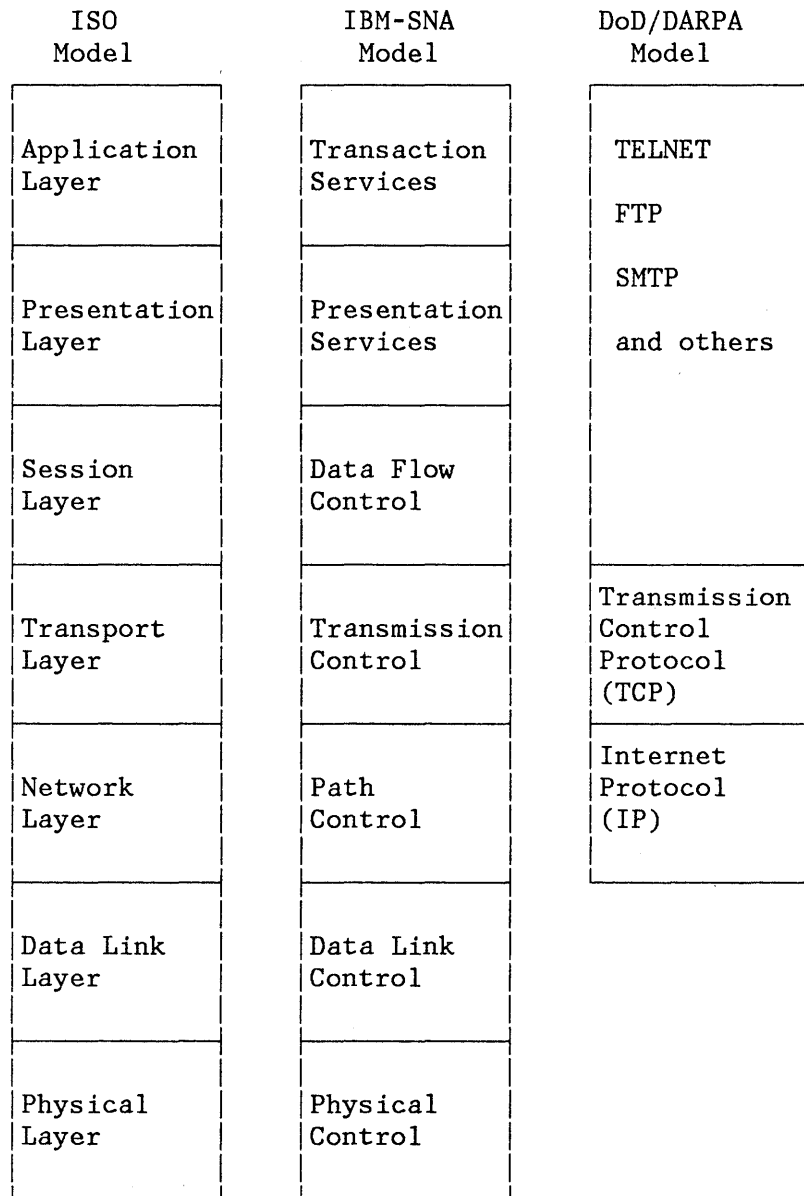 ISO
Model
IBM-SNA
Model
DoD/DARPA
Model
Application
Layer
Presentation
Layer
Session
Layer
Transport
Layer
Network
Layer
Data Link
Layer
Physical
Layer
Transaction
Services
Presentation
Services
Data Flow
Control
Transmission
Control
Path
Control
Data Link
Control
Physical
Control
TELNET
FTP
SMTP
and others
Transmission
Control
Protocol
(TCP)
Internet
Protocol
(IP)